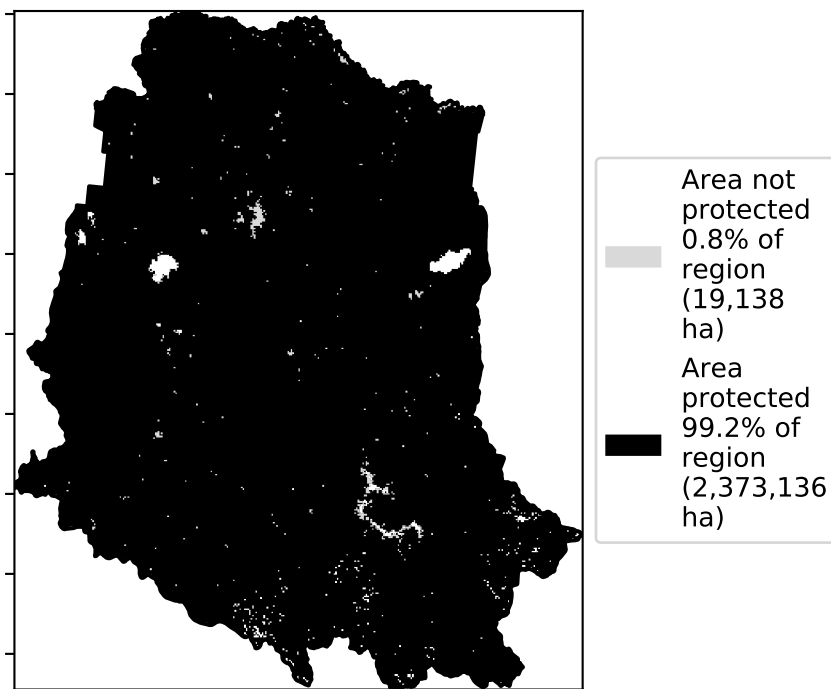 Area not
protected
0.8% of
region
(19,138
ha)
Area
protected
99.2% of
region
(2,373,136
ha)